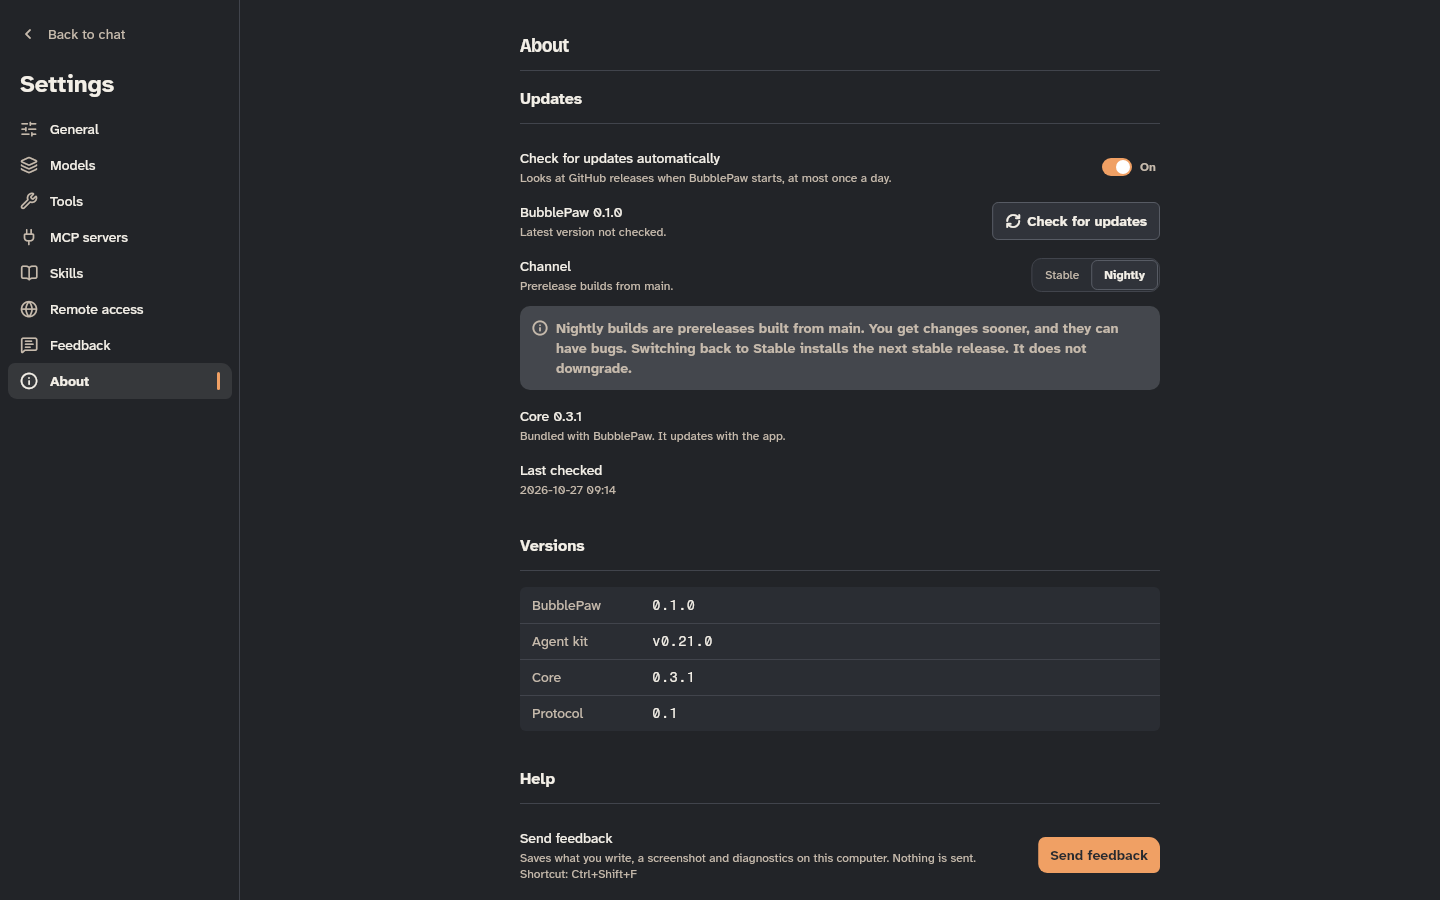 Back to chat
Settings
General
Models
Tools
MCP servers
Skills
Remote access
Feedback
About
About
Updates
Check for updates automatically
Looks at GitHub releases when BubblePaw starts, at most once a day.
On
BubblePaw 0.1.0
Latest version not checked.
Check for updates
Channel
Prerelease builds from main.
Stable
Nightly
Nightly builds are prereleases built from main. You get changes sooner, and they can
have bugs. Switching back to Stable installs the next stable release. It does not
downgrade.
Core 0.3.1
Bundled with BubblePaw. It updates with the app.
Last checked
2026-10-27 09:14
Versions
BubblePaw 0.1.0
Agent kit v0.21.0
Core 0.3.1
Protocol 0.1
Help
Send feedback
Saves what you write, a screenshot and diagnostics on this computer. Nothing is sent.
Shortcut: Ctrl+Shift+F
Send feedback